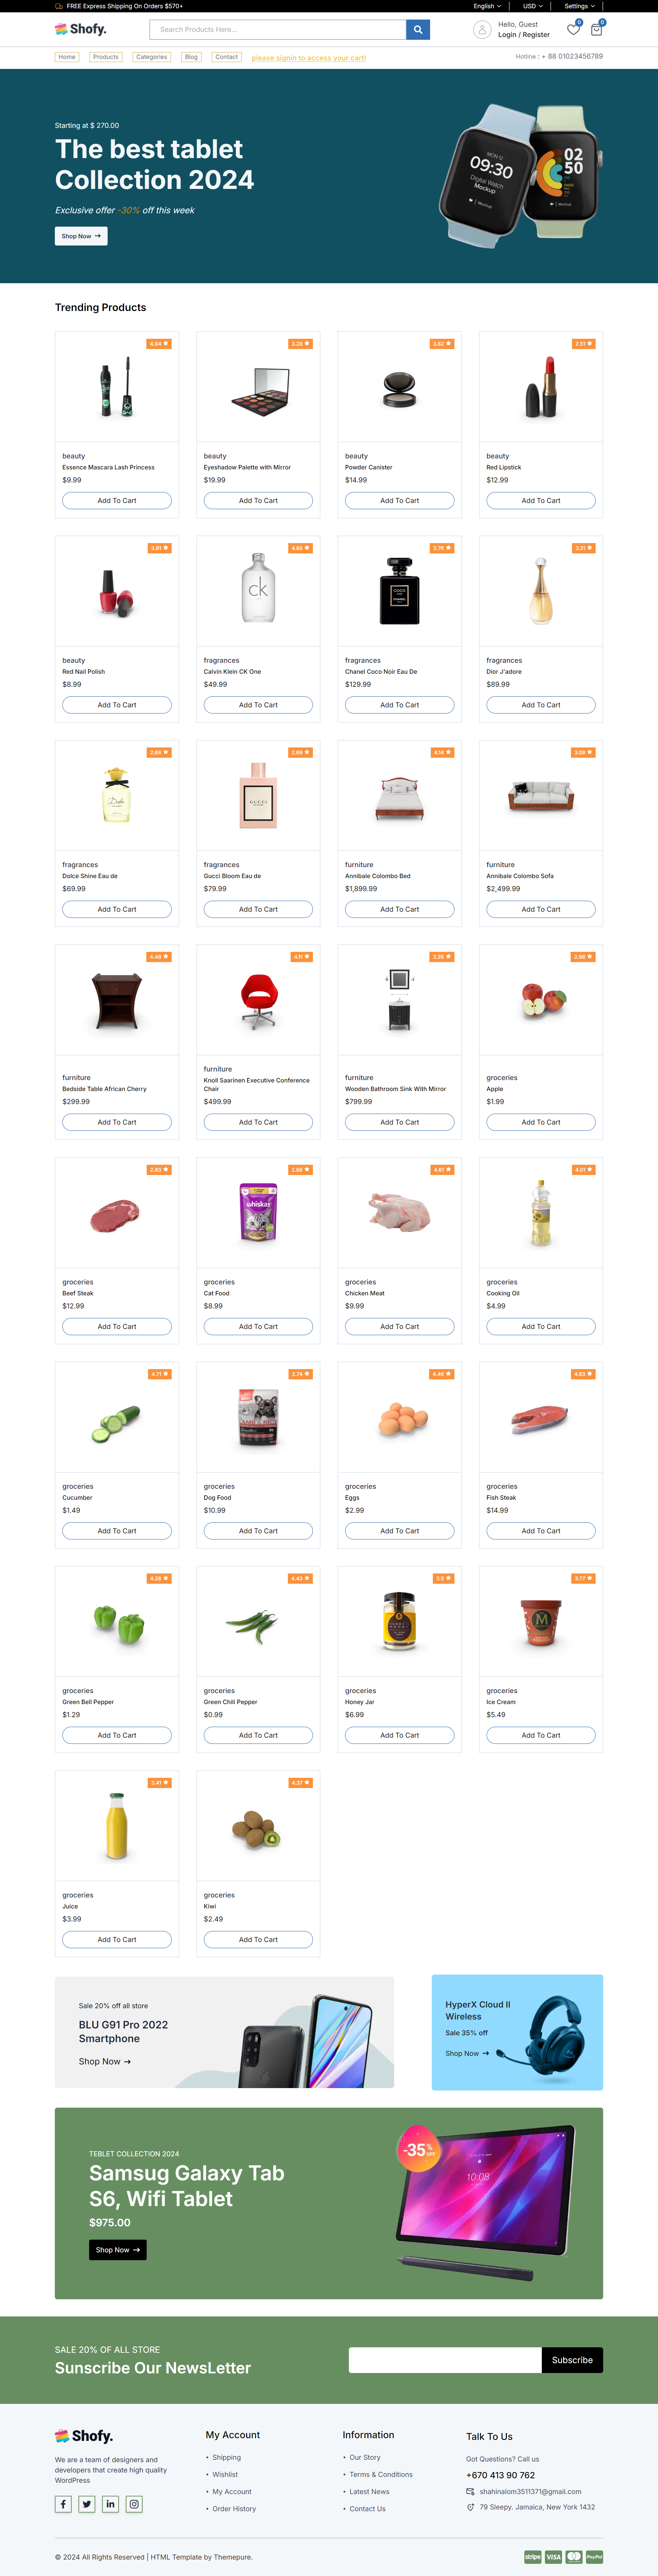 FREE Express Shipping On Orders $570+
English
USD
Settings
Shofy.
Search Products Here...
Hello, Guest
Login / Register
0
0
Home
Products
Categories
Blog
Contact
please signin to access your cart!
Hotline : + 88 01023456789
Starting at $ 270.00
The best tablet
Collection 2024
Exclusive offer -30% off this week
Shop Now
09:30
Digital Watch
Mockup
Mockup
02
50
Mockup
Trending Products
4.94
3.28
3.82
2.51
beauty
Essence Mascara Lash Princess
$9.99
Add To Cart
beauty
Eyeshadow Palette with Mirror
$19.99
Add To Cart
beauty
Powder Canister
$14.99
Add To Cart
beauty
Red Lipstick
$12.99
Add To Cart
3.91
4.85
2.76
3.31
ck
COCO
CHANEL
beauty
Red Nail Polish
$8.99
Add To Cart
fragrances
Calvin Klein CK One
$49.99
Add To Cart
fragrances
Chanel Coco Noir Eau De
$129.99
Add To Cart
fragrances
Dior J'adore
$89.99
Add To Cart
2.68
2.69
4.14
3.08
Dolce
GUCCI
fragrances
Dolce Shine Eau de
$69.99
Add To Cart
fragrances
Gucci Bloom Eau de
$79.99
Add To Cart
furniture
Annibale Colombo Bed
$1,899.99
Add To Cart
furniture
Annibale Colombo Sofa
$2,499.99
Add To Cart
4.48
4.11
3.26
2.96
furniture
Bedside Table African Cherry
$299.99
Add To Cart
furniture
Knoll Saarinen Executive Conference
Chair
$499.99
Add To Cart
furniture
Wooden Bathroom Sink With Mirror
$799.99
Add To Cart
groceries
Apple
$1.99
Add To Cart
2.83
2.88
4.61
4.01
whiskas
groceries
Beef Steak
$12.99
Add To Cart
groceries
Cat Food
$8.99
Add To Cart
groceries
Chicken Meat
$9.99
Add To Cart
groceries
Cooking Oil
$4.99
Add To Cart
4.71
2.74
4.46
4.83
groceries
Cucumber
$1.49
Add To Cart
groceries
Dog Food
$10.99
Add To Cart
groceries
Eggs
$2.99
Add To Cart
groceries
Fish Steak
$14.99
Add To Cart
4.28
4.43
3.5
3.77
M
groceries
Green Bell Pepper
$1.29
Add To Cart
groceries
Green Chili Pepper
$0.99
Add To Cart
groceries
Honey Jar
$6.99
Add To Cart
groceries
Ice Cream
$5.49
Add To Cart
3.41
4.37
groceries
Juice
$3.99
Add To Cart
groceries
Kiwi
$2.49
Add To Cart
Sale 20% off all store
BLU G91 Pro 2022
Smartphone
Shop Now
HyperX Cloud II
Wireless
Sale 35% off
Shop Now
TEBLET COLLECTION 2024
Samsug Galaxy Tab
S6, Wifi Tablet
$975.00
Shop Now
-35% OFF
10:08
SALE 20% OF ALL STORE
Sunscribe Our NewsLetter
Subscribe
Shofy.
We are a team of designers and
developers that create high quality
WordPress
My Account
Shipping
Wishlist
My Account
Order History
Information
Our Story
Terms & Conditions
Latest News
Contact Us
Talk To Us
Got Questions? Call us
+670 413 90 762
shahinalom3511371@gmail.com
79 Sleepy. Jamaica, New York 1432
© 2024 All Rights Reserved | HTML Template by Themepure.
stripe
VISA
PayPal